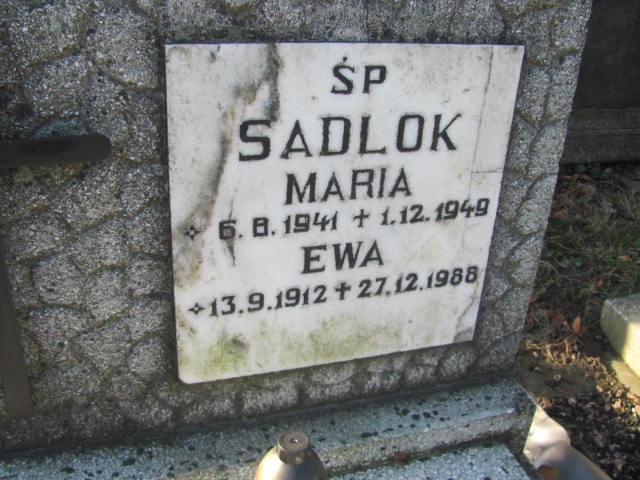 ŚP
SADLOK
MARIA
✧ 6.8.1941 ✝ 1.12.1949
EWA
✧ 13.9.1912 ✝ 27.12.1988